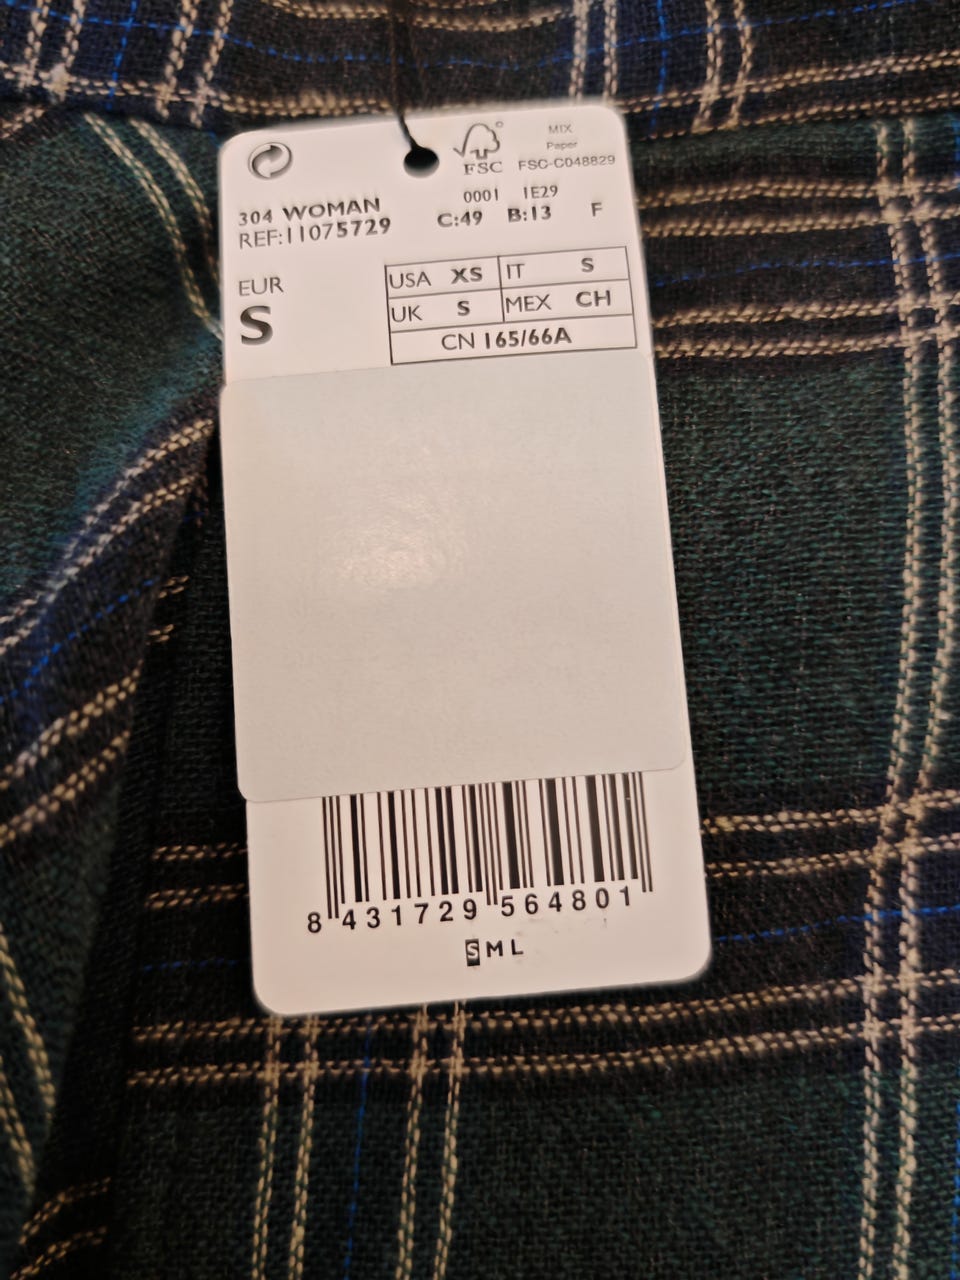 FSC
MIX
Paper
FSC-C048829
0001 1E29
304 WOMAN C:49 B:13 F
REF:11075729
EUR
S
USA XS IT S
UK S MEX CH
CN 165/66A
8 431729 564801
S M L